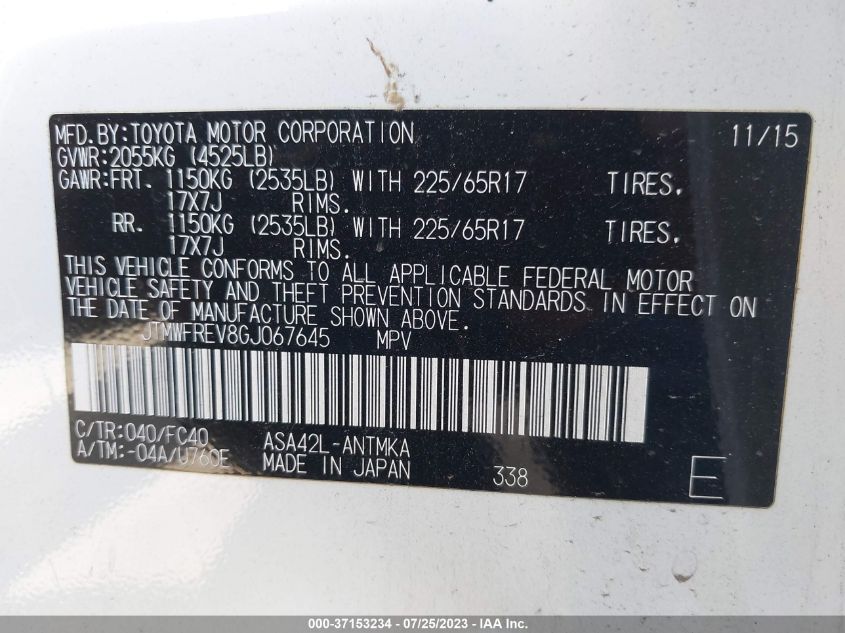 MFD.BY:TOYOTA MOTOR CORPORATION 11/15
GVWR:2055KG (4525LB)
GAWR:FRT. 1150KG (2535LB) WITH 225/65R17 TIRES,
17X7J RIMS.
RR. 1150KG (2535LB) WITH 225/65R17 TIRES,
17X7J RIMS.
THIS VEHICLE CONFORMS TO ALL APPLICABLE FEDERAL MOTOR
VEHICLE SAFETY AND THEFT PREVENTION STANDARDS IN EFFECT ON
THE DATE OF MANUFACTURE SHOWN ABOVE.
JTMWFREV8GJ067645 MPV
C/TR:040/FC40 ASA42L-ANTMKA
A/TM:-04A/U760E MADE IN JAPAN 338 E
000-37153234 - 07/25/2023 - IAA Inc.